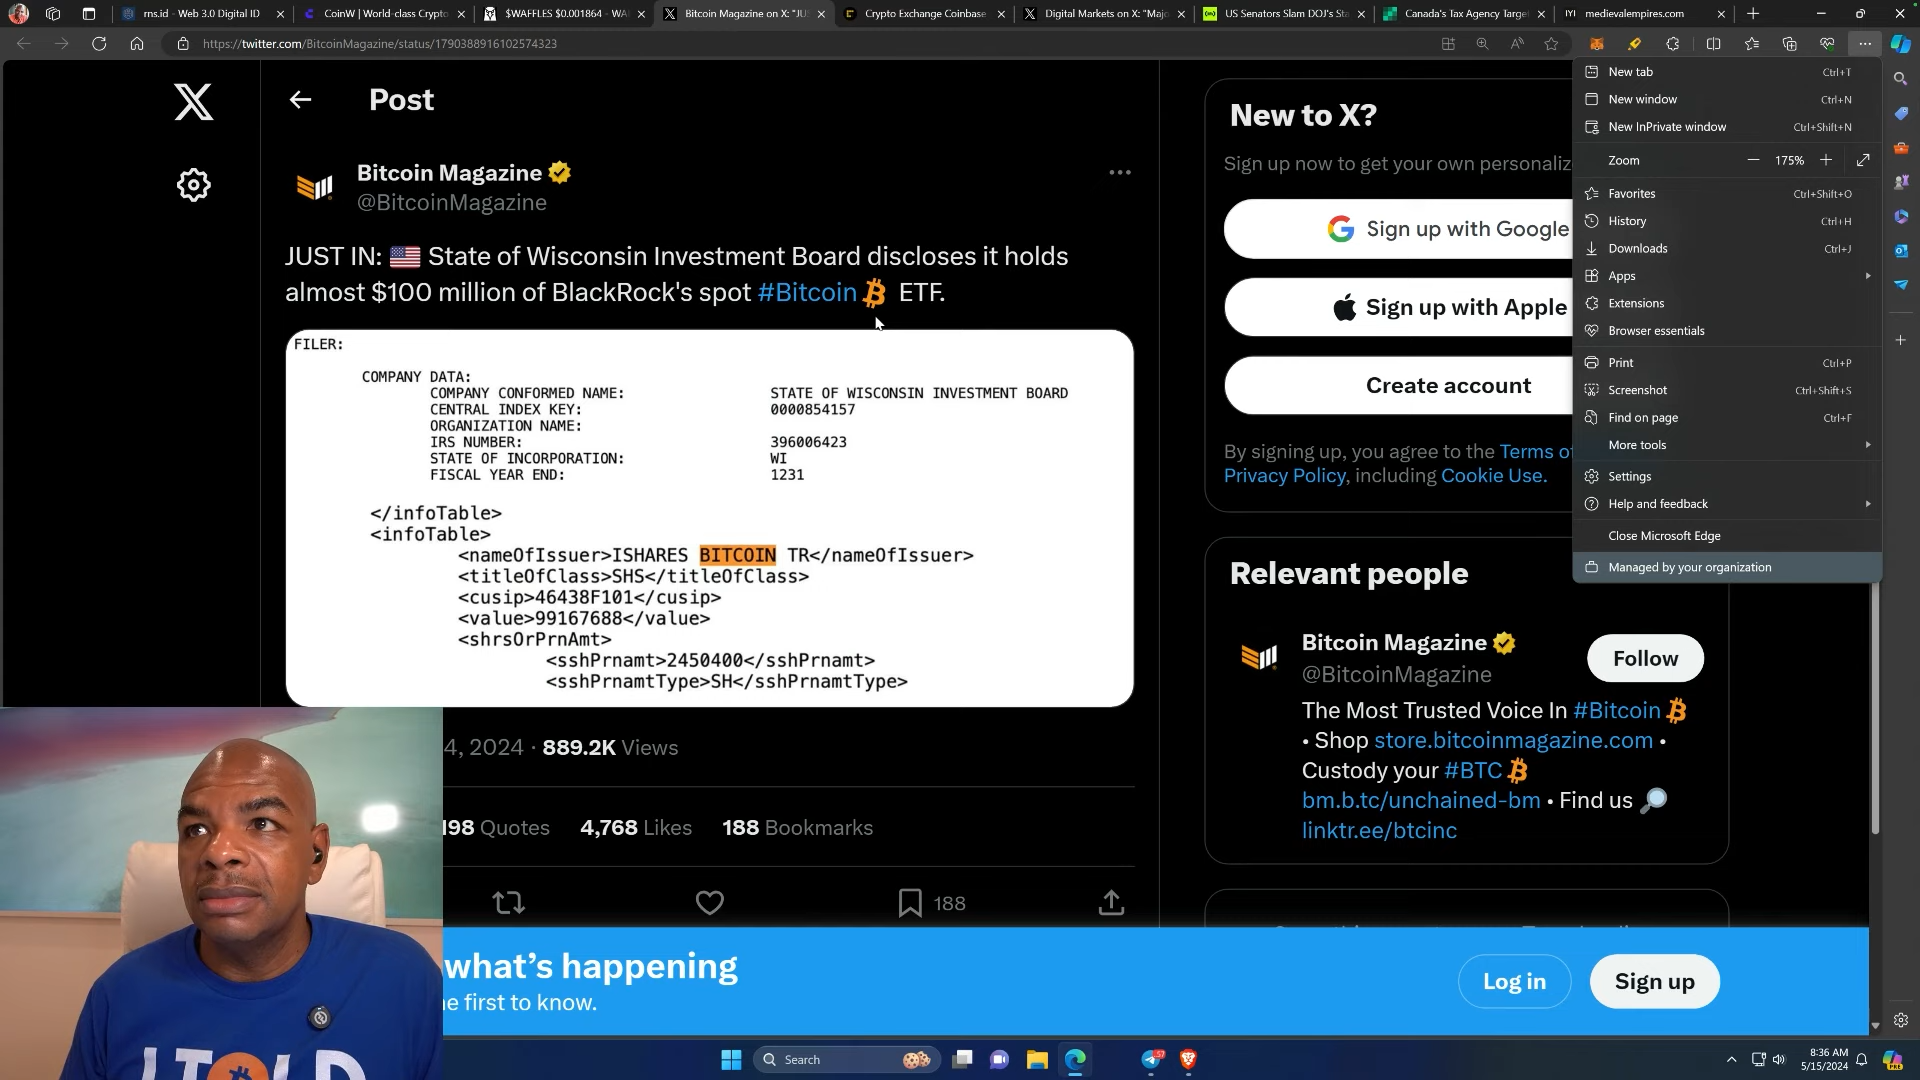 rns.id - Web 3.0 Digital ID
CoinW | World-class Crypto
$WAFFLES $0.001864 - WA
Bitcoin Magazine on X: "JU
Crypto Exchange Coinbase
Digital Markets on X: "Majo
US Senators Slam DOJ's Sta
Canada's Tax Agency Target
medievalempires.com
https://twitter.com/BitcoinMagazine/status/1790388916102574323
Post
Bitcoin Magazine
@BitcoinMagazine
JUST IN: 🇺🇸 State of Wisconsin Investment Board discloses it holds
almost $100 million of BlackRock's spot #Bitcoin ETF.
FILER:
COMPANY DATA:
COMPANY CONFORMED NAME: STATE OF WISCONSIN INVESTMENT BOARD
CENTRAL INDEX KEY: 0000854157
ORGANIZATION NAME:
IRS NUMBER: 396006423
STATE OF INCORPORATION: WI
FISCAL YEAR END: 1231
</infoTable>
<infoTable>
<nameOfIssuer>ISHARES BITCOIN TR</nameOfIssuer>
<titleOfClass>SHS</titleOfClass>
<cusip>46438F101</cusip>
<value>99167688</value>
<shrsOrPrnAmt>
<sshPrnamt>2450400</sshPrnamt>
<sshPrnamtType>SH</sshPrnamtType>
4, 2024 · 889.2K Views
198 Quotes 4,768 Likes 188 Bookmarks
188
what's happening
e first to know.
Log in
Sign up
New to X?
Sign up now to get your own personaliz
Sign up with Google
Sign up with Apple
Create account
By signing up, you agree to the Terms of
Privacy Policy, including Cookie Use.
Relevant people
Bitcoin Magazine
@BitcoinMagazine
Follow
The Most Trusted Voice In #Bitcoin
• Shop store.bitcoinmagazine.com •
Custody your #BTC
bm.b.tc/unchained-bm • Find us 🔎
linktr.ee/btcinc
New tab Ctrl+T
New window Ctrl+N
New InPrivate window Ctrl+Shift+N
Zoom — 175% +
Favorites Ctrl+Shift+O
History Ctrl+H
Downloads Ctrl+J
Apps
Extensions
Browser essentials
Print Ctrl+P
Screenshot Ctrl+Shift+S
Find on page Ctrl+F
More tools
Settings
Help and feedback
Close Microsoft Edge
Managed by your organization
Search
8:36 AM
5/15/2024